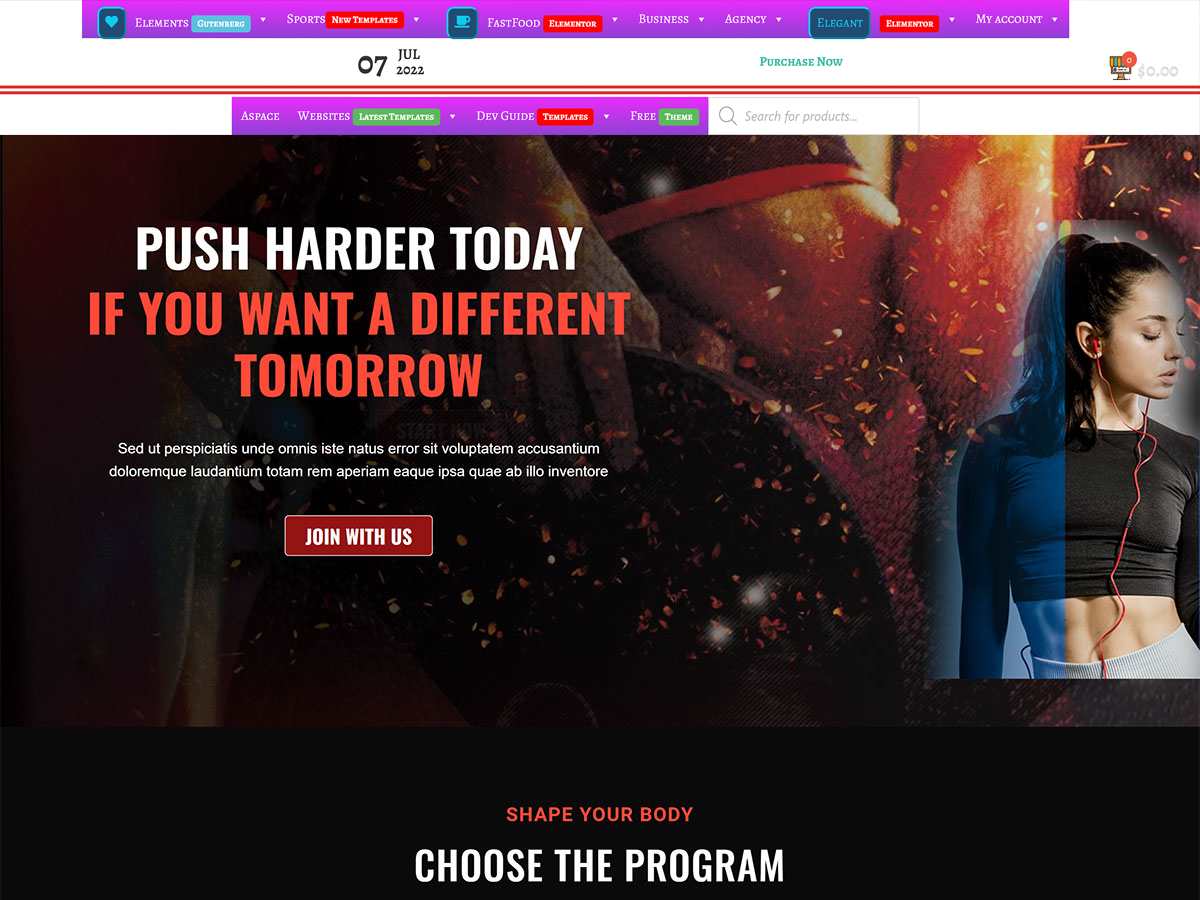 Elements Gutenberg Sports New Templates FastFood Elementor Business Agency Elegant Elementor My account
07 JUL 2022
Purchase Now
0
$0.00
Aspace Websites Latest Templates Dev Guide Templates Free Theme
Search for products...
PUSH HARDER TODAY
IF YOU WANT A DIFFERENT
TOMORROW
START NOW
Sed ut perspiciatis unde omnis iste natus error sit voluptatem accusantium
doloremque laudantium totam rem aperiam eaque ipsa quae ab illo inventore
JOIN WITH US
SHAPE YOUR BODY
CHOOSE THE PROGRAM